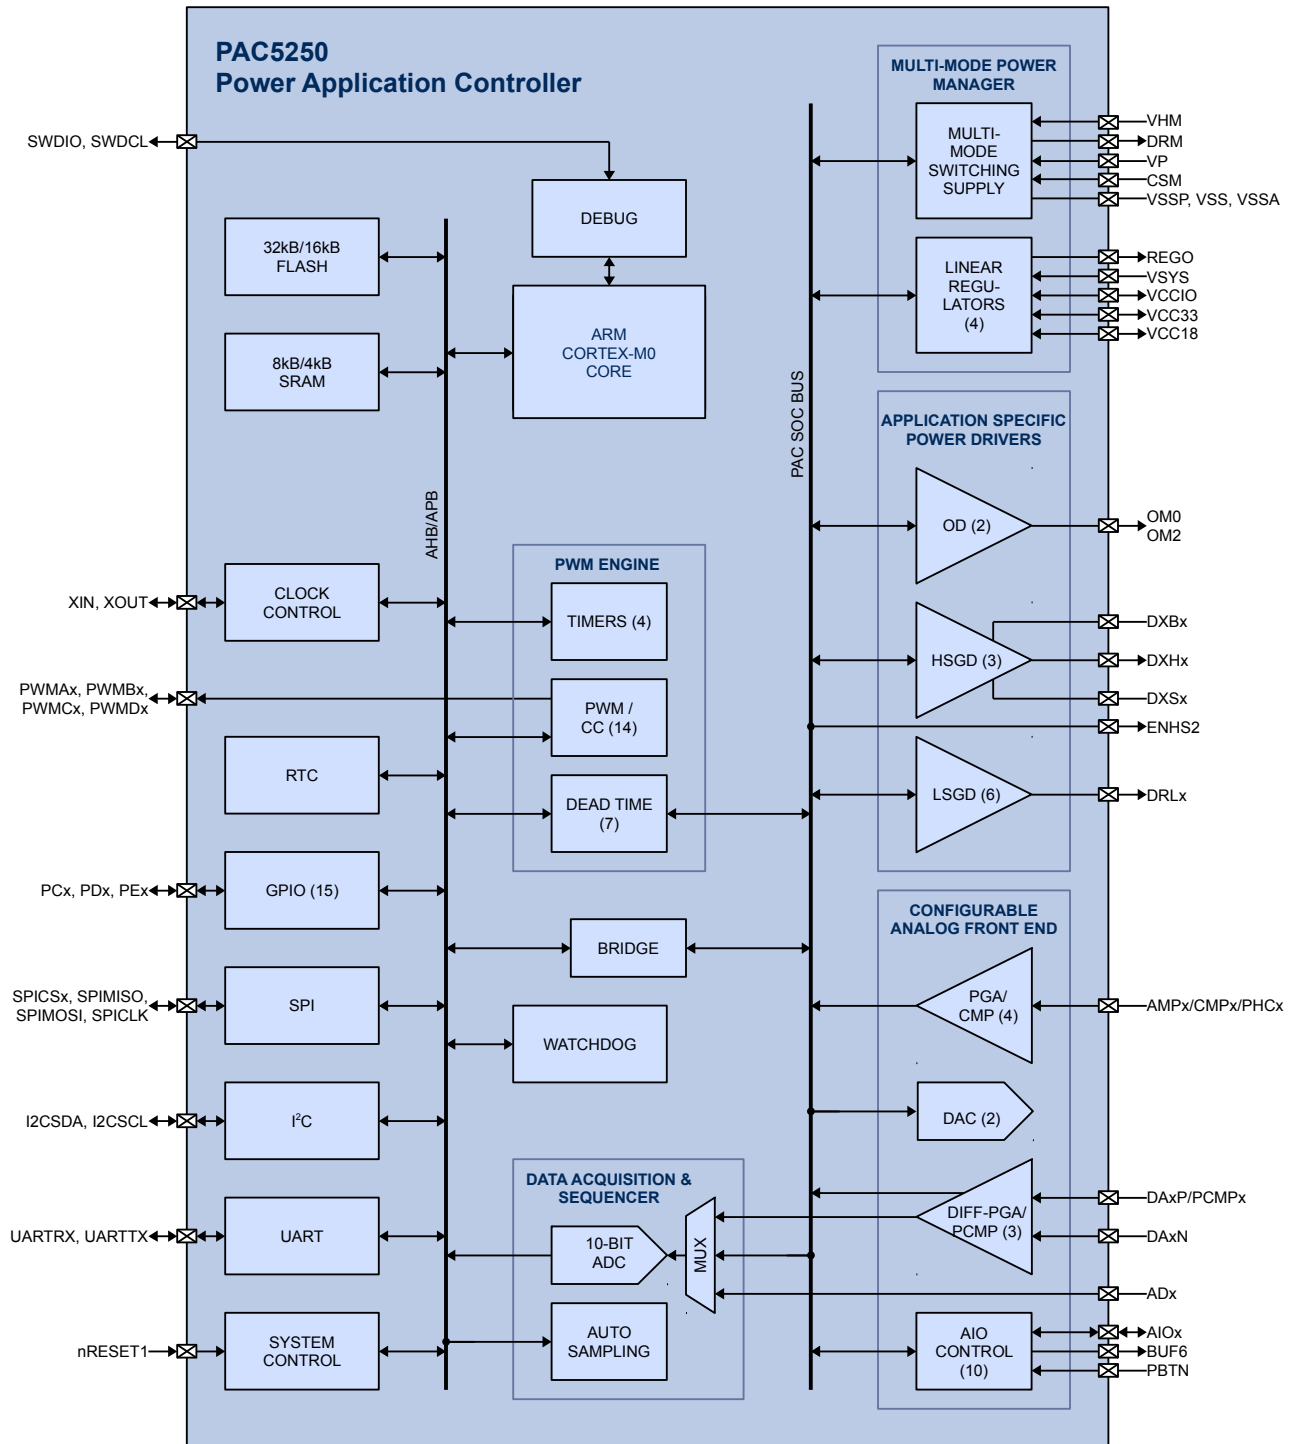 PAC5250
Power Application Controller
SWDIO, SWDCL
DEBUG
32kB/16kB
FLASH
8kB/4kB
SRAM
ARM
CORTEX-M0
CORE
AHB/APB
CLOCK
CONTROL
XIN, XOUT
PWMAx, PWMBx,
PWMCx, PWMDx
RTC
PCx, PDx, PEx
GPIO (15)
SPICSx, SPIMISO,
SPIMOSI, SPICLK
SPI
I2CSDA, I2CSCL
I²C
UARTRX, UARTTX
UART
nRESET1
SYSTEM
CONTROL
PWM ENGINE
TIMERS (4)
PWM /
CC (14)
DEAD TIME
(7)
BRIDGE
WATCHDOG
DATA ACQUISITION &
SEQUENCER
10-BIT
ADC
MUX
AUTO
SAMPLING
PAC SOC BUS
MULTI-MODE POWER
MANAGER
MULTI-
MODE
SWITCHING
SUPPLY
VHM
DRM
VP
CSM
VSSP, VSS, VSSA
LINEAR
REGU-
LATORS
(4)
REGO
VSYS
VCCIO
VCC33
VCC18
APPLICATION SPECIFIC
POWER DRIVERS
OD (2)
OM0
OM2
HSGD (3)
DXBx
DXHx
DXSx
ENHS2
LSGD (6)
DRLx
CONFIGURABLE
ANALOG FRONT END
PGA/
CMP (4)
AMPx/CMPx/PHCx
DAC (2)
DIFF-PGA/
PCMP (3)
DAxP/PCMPx
DAxN
ADx
AIO
CONTROL
(10)
AIOx
BUF6
PBTN